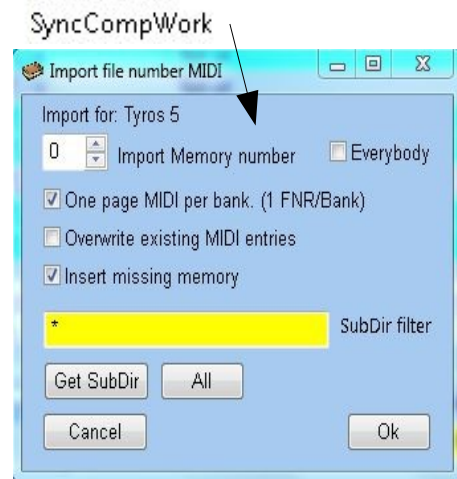 SyncCompWork
Import file number MIDI
Import for: Tyros 5
0 Import Memory number Everybody
One page MIDI per bank. (1 FNR/Bank)
Overwrite existing MIDI entries
Insert missing memory
* SubDir filter
Get SubDir All
Cancel Ok